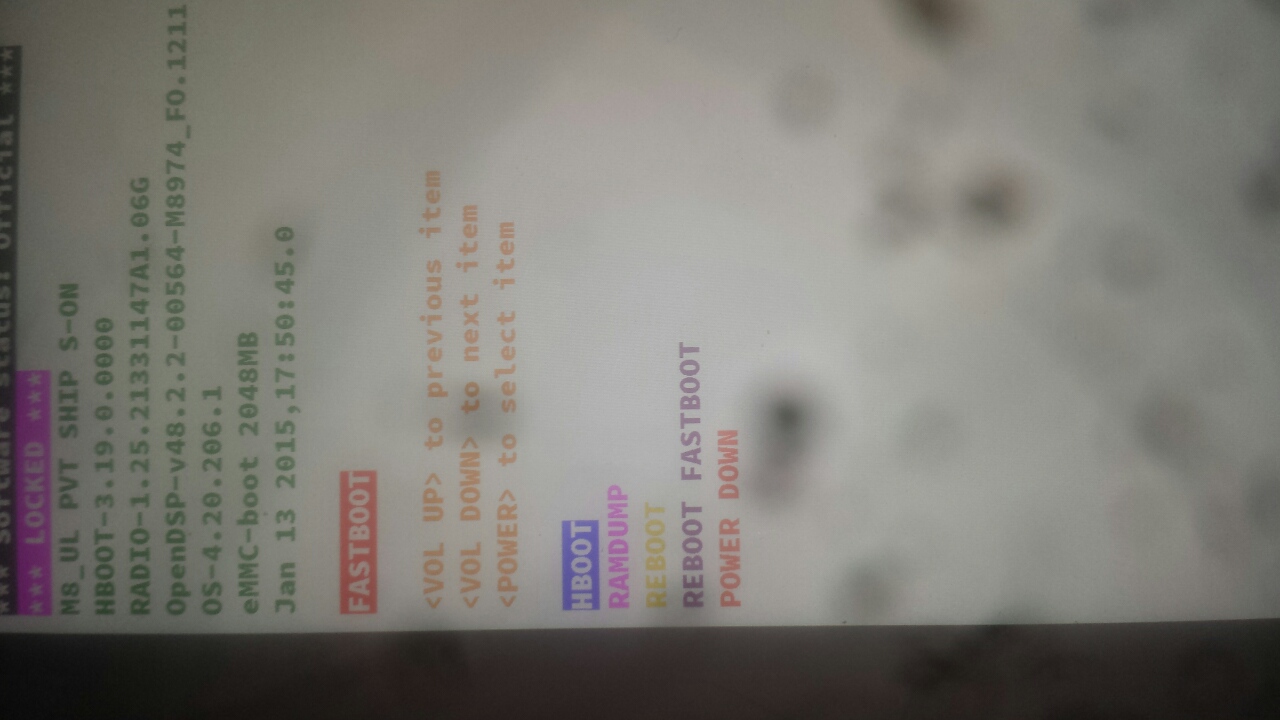 *** Software status: Official ***
*** LOCKED ***
M8_UL PVT SHIP S-ON
HBOOT-3.19.0.0000
RADIO-1.25.21331147A1.06G
OpenDSP-v48.2.2-00564-M8974_FO.1211
OS-4.20.206.1
eMMC-boot 2048MB
Jan 13 2015,17:50:45.0
FASTBOOT
<VOL UP> to previous item
<VOL DOWN> to next item
<POWER> to select item
HBOOT
RAMDUMP
REBOOT
REBOOT FASTBOOT
POWER DOWN